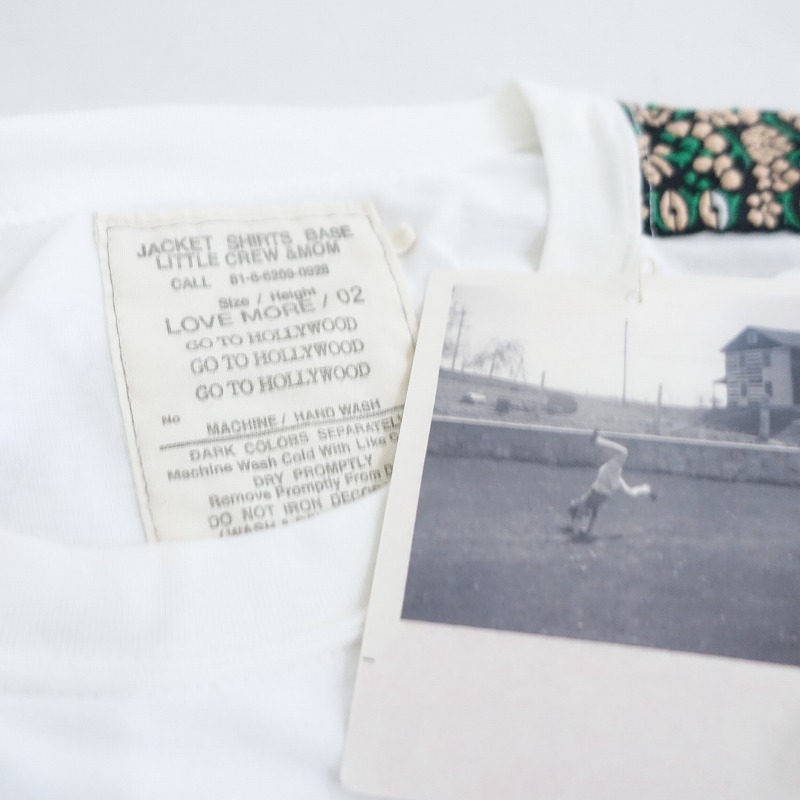 JACKET SHIRTS BASE
LITTLE CREW &MOM
CALL 81-6-6209-0928
Size / Height
LOVE MORE / 02
GO TO HOLLYWOOD
GO TO HOLLYWOOD
GO TO HOLLYWOOD
No MACHINE / HAND WASH
DARK COLORS SEPARATELY
Machine Wash Cold With Like
DRY PROMPTLY
Remove Promptly From
DO NOT IRON